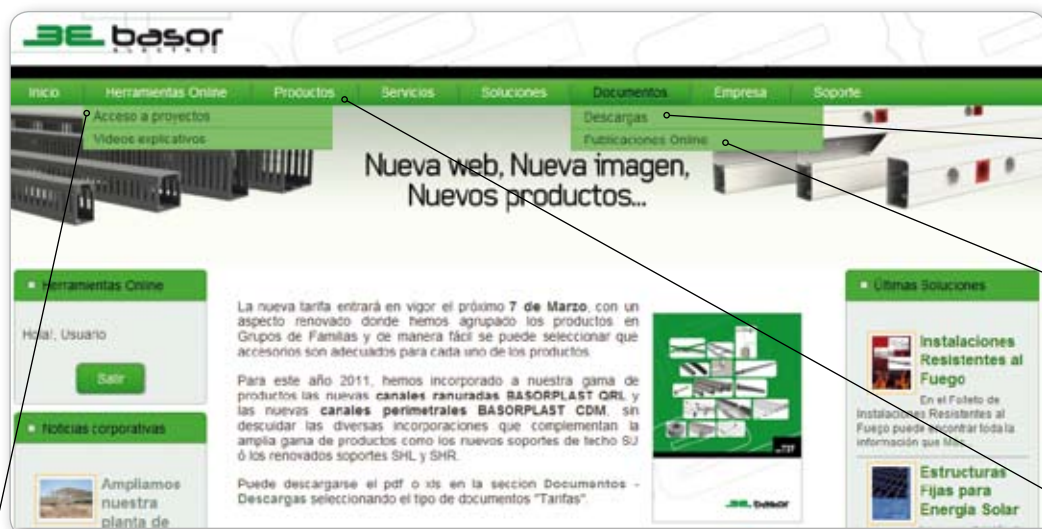 BE basor
ELECTRIC
Inicio Herramientas Online Productos Servicios Soluciones Documentos Empresa Soporte
Acceso a proyectos
Videos explicativos
Descargas
Publicaciones Online
Nueva web, Nueva imagen,
Nuevos productos...
Herramientas Online
Hola!, Usuario
Salir
Noticias corporativas
Ampliamos
nuestra
planta de
La nueva tarifa entrará en vigor el próximo 7 de Marzo, con un
aspecto renovado donde hemos agrupado los productos en
Grupos de Familias y de manera fácil se puede seleccionar que
accesorios son adecuados para cada uno de los productos.
Para este año 2011, hemos incorporado a nuestra gama de
productos las nuevas canales ranuradas BASORPLAST QRL y
las nuevas canales perimetrales BASORPLAST CDM, sin
descuidar las diversas incorporaciones que complementan la
amplia gama de productos como los nuevos soportes de techo SU
ó los renovados soportes SHL y SHR.
Puede descargarse el pdf o xls en la seccion Documentos -
Descargas seleccionando el tipo de documentos "Tarifas".
BE basor
Últimas Soluciones
Instalaciones
Resistentes al
Fuego
En el Folleto de
Instalaciones Resistentes al
Fuego puede encontrar toda la
información que Más...
Estructuras
Fijas para
Energía Solar